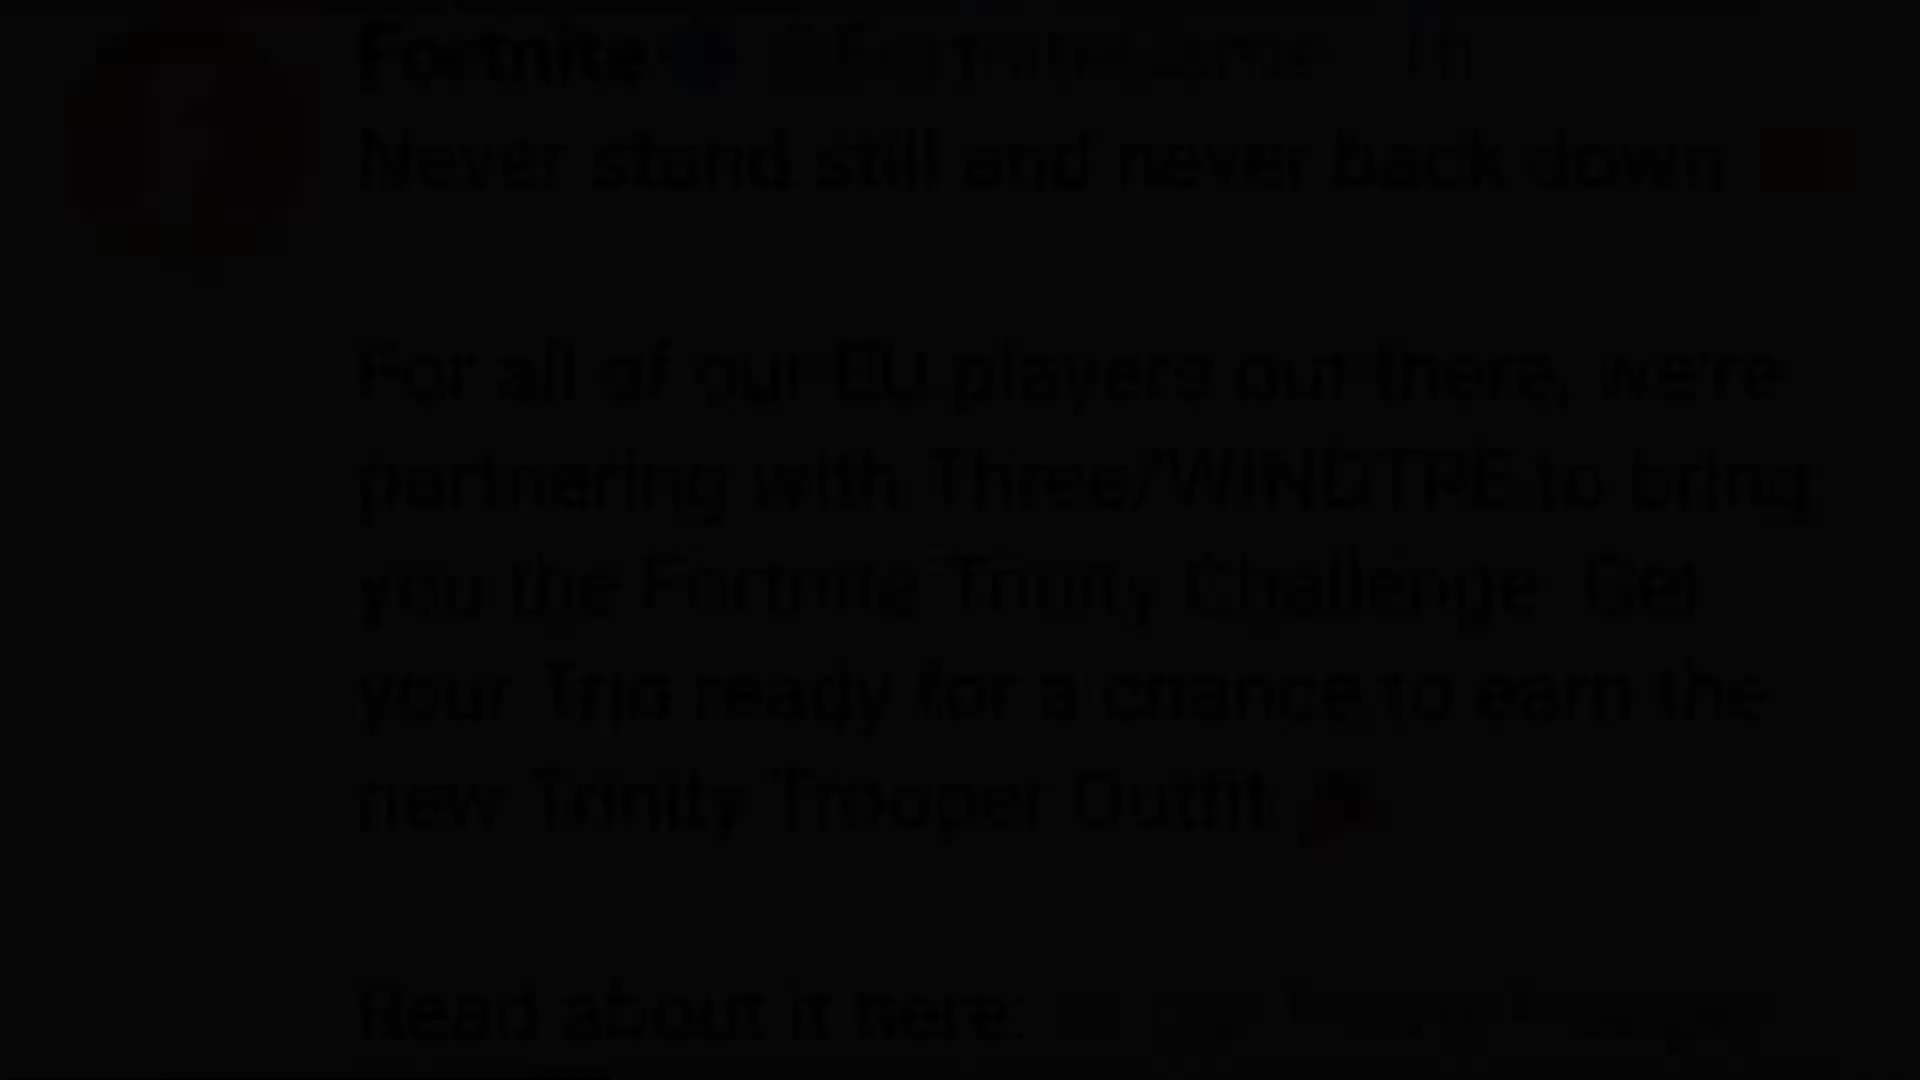 Fortnite @FortniteGame 1h
Never stand still and never back down
For all of our EU players out there, we're
partnering with Three/WINDTRE to bring
you the Fortnite Trinity Challenge. Get
your Trio ready for a chance to earn the
new Trinity Trooper Outfit
Read about it here: